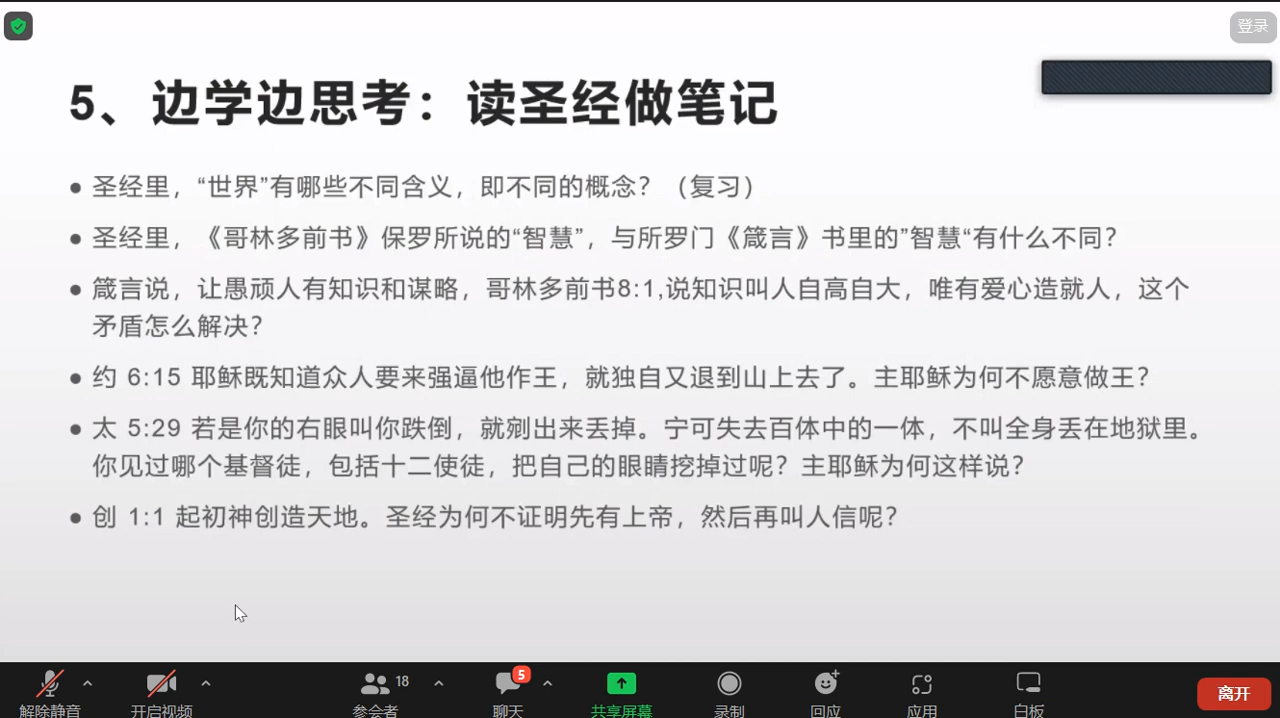 登录
5、边学边思考：读圣经做笔记
● 圣经里，“世界”有哪些不同含义，即不同的概念？（复习）
● 圣经里，《哥林多前书》保罗所说的“智慧”，与所罗门《箴言》书里的”智慧“有什么不同？
● 箴言说，让愚顽人有知识和谋略，哥林多前书8:1,说知识叫人自高自大，唯有爱心造就人，这个
矛盾怎么解决？
● 约 6:15 耶稣既知道众人要来强逼他作王，就独自又退到山上去了。主耶稣为何不愿意做王？
● 太 5:29 若是你的右眼叫你跌倒，就剜出来丢掉。宁可失去百体中的一体，不叫全身丢在地狱里。
你见过哪个基督徒，包括十二使徒，把自己的眼睛挖掉过呢？主耶稣为何这样说？
● 创 1:1 起初神创造天地。圣经为何不证明先有上帝，然后再叫人信呢？
18
5
离开
解除静音 开启视频 参会者 聊天 共享屏幕 录制 回应 应用 白板